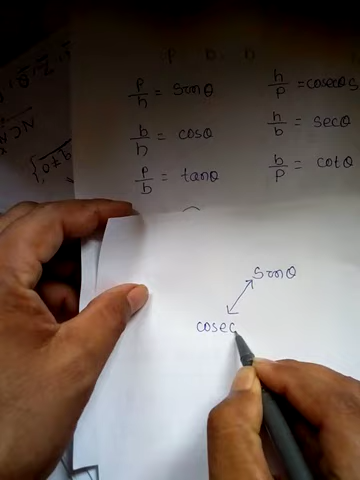 p b h
p/h = sinθ
h/p = cosecθ
b/h = cosθ
h/b = secθ
p/b = tanθ
b/p = cotθ
sinθ
cosec